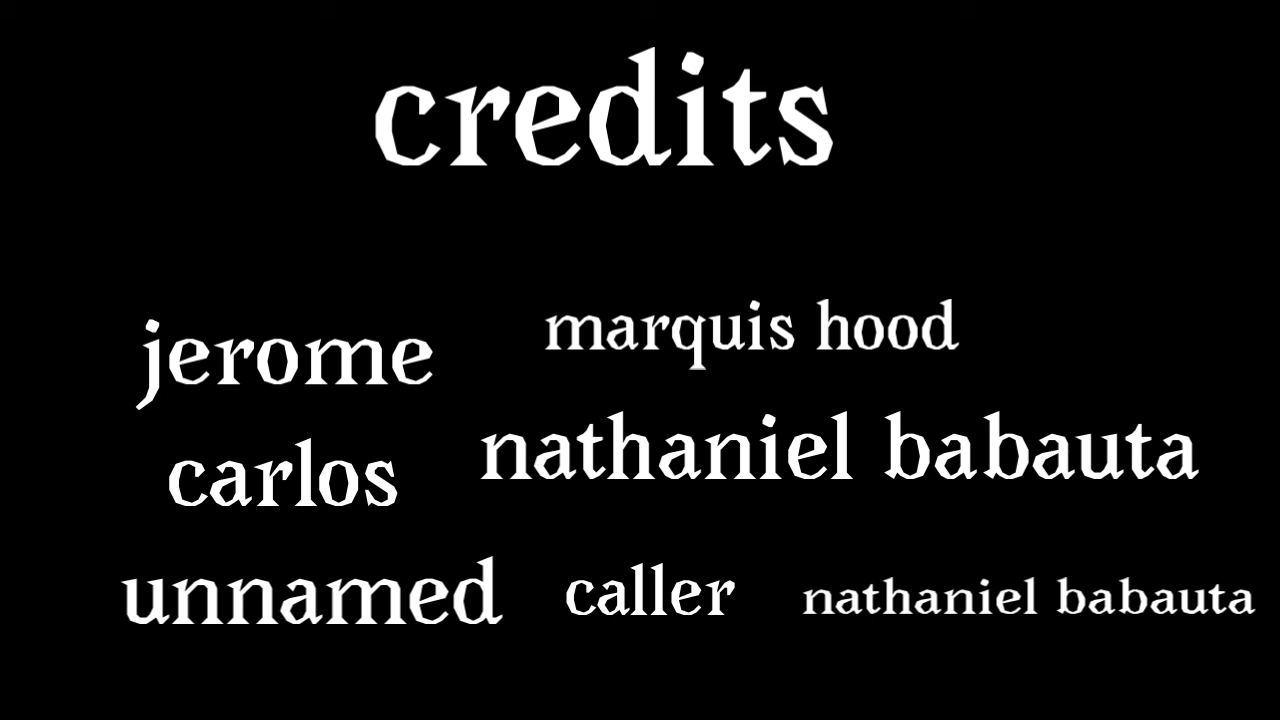 credits
jerome marquis hood
carlos nathaniel babauta
unnamed caller nathaniel babauta